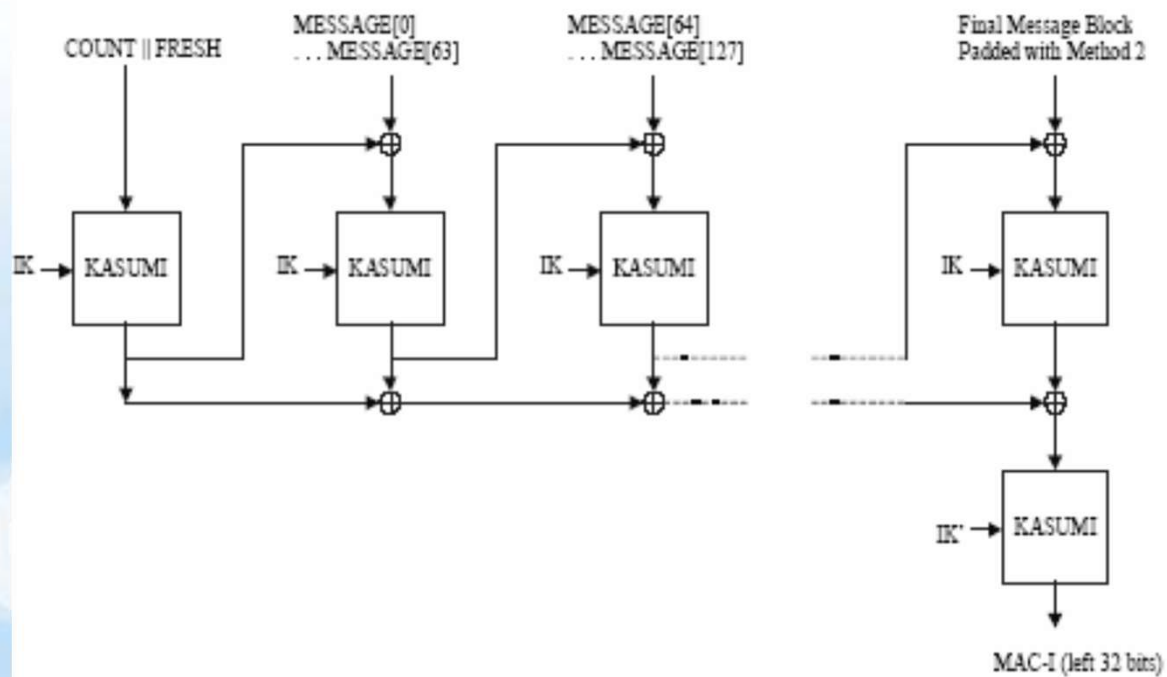 COUNT || FRESH
MESSAGE[0]
. . . MESSAGE[63]
MESSAGE[64]
. . . MESSAGE[127]
Final Message Block
Padded with Method 2
IK
KASUMI
IK
KASUMI
IK
KASUMI
IK
KASUMI
IK'
KASUMI
MAC-I (left 32 bits)